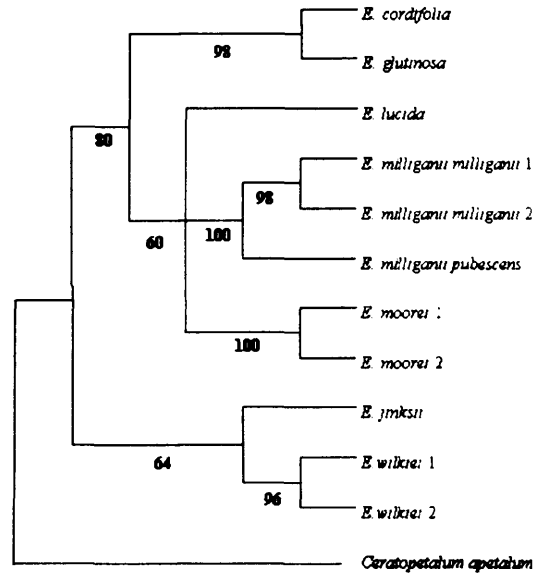 E. cordifolia
98
E. glutinosa
E. lucida
80
E. milliganii milliganii 1
98
E. milliganii milliganii 2
60
100
E. milliganii pubescens
E. moorei 1
100
E. moorei 2
E. jinksii
64
E. wilkiei 1
96
E. wilkiei 2
Ceratopetalum apetalum